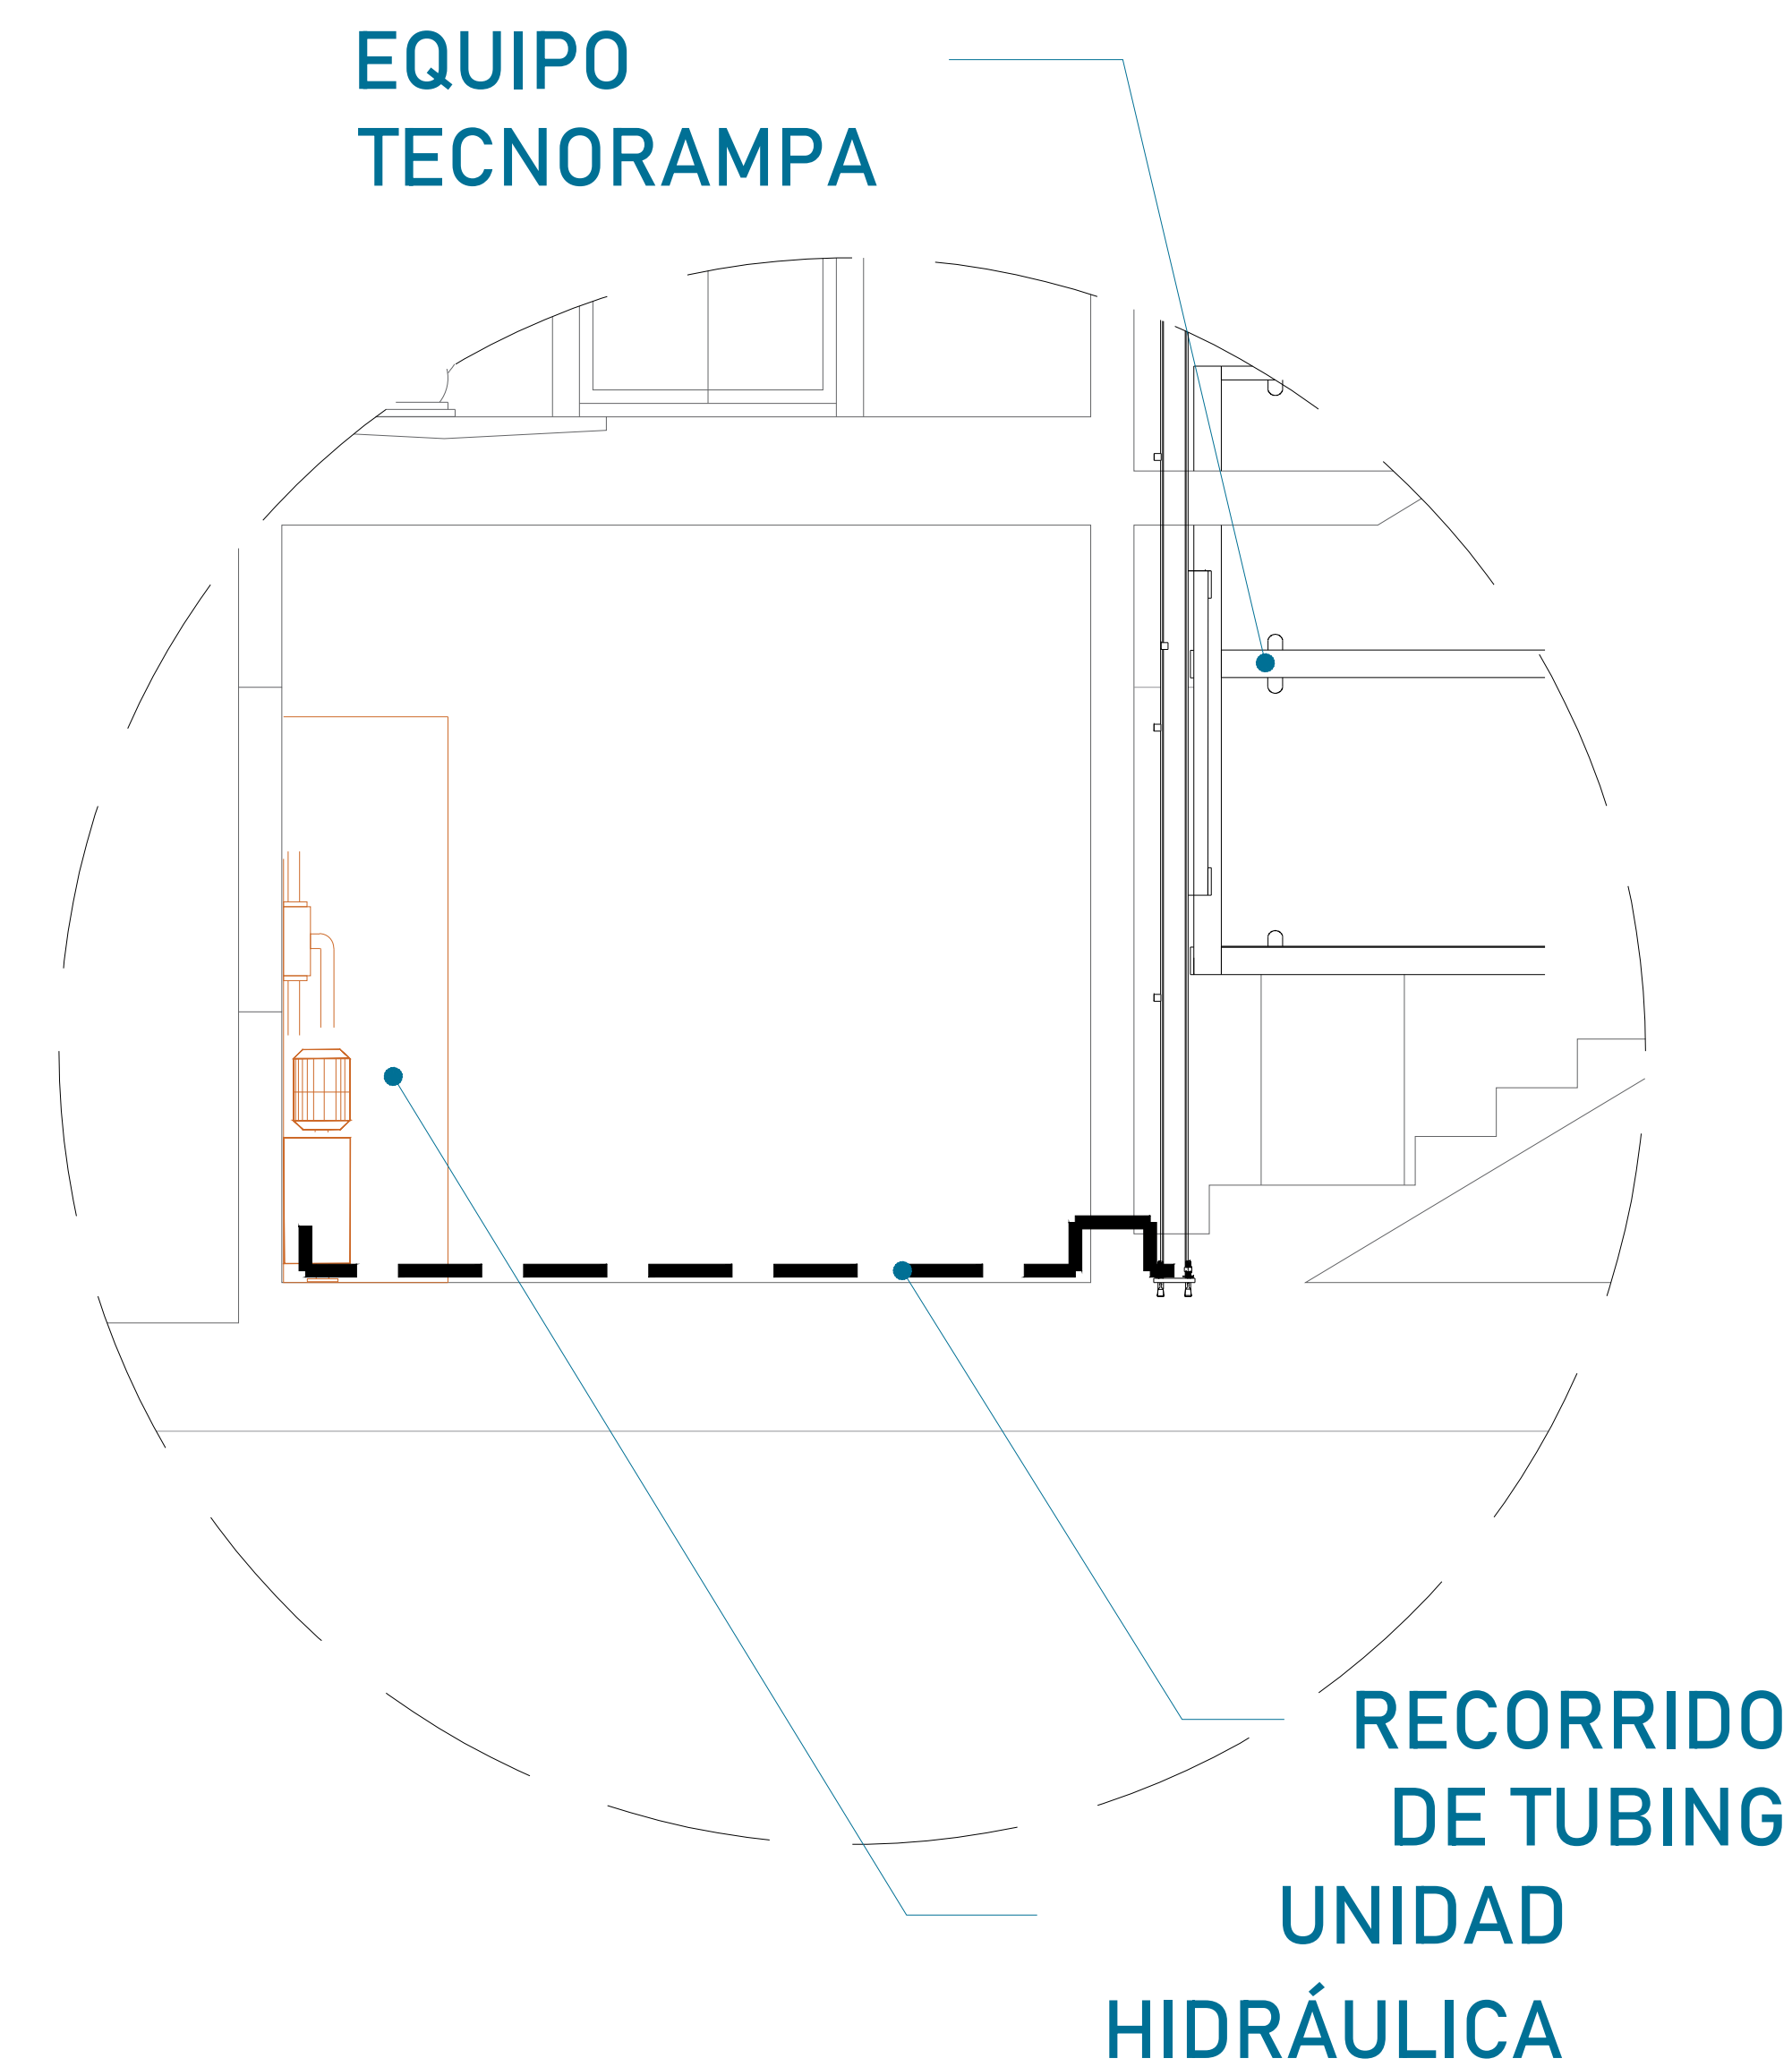 EQUIPO
TECNORAMPA
RECORRIDO
DE TUBING
UNIDAD
HIDRÁULICA